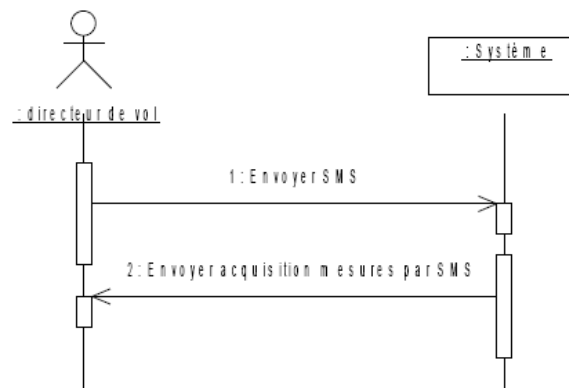 :Système
:directeur de vol
1:Envoyer SMS
2:Envoyer acquisition mesures par SMS